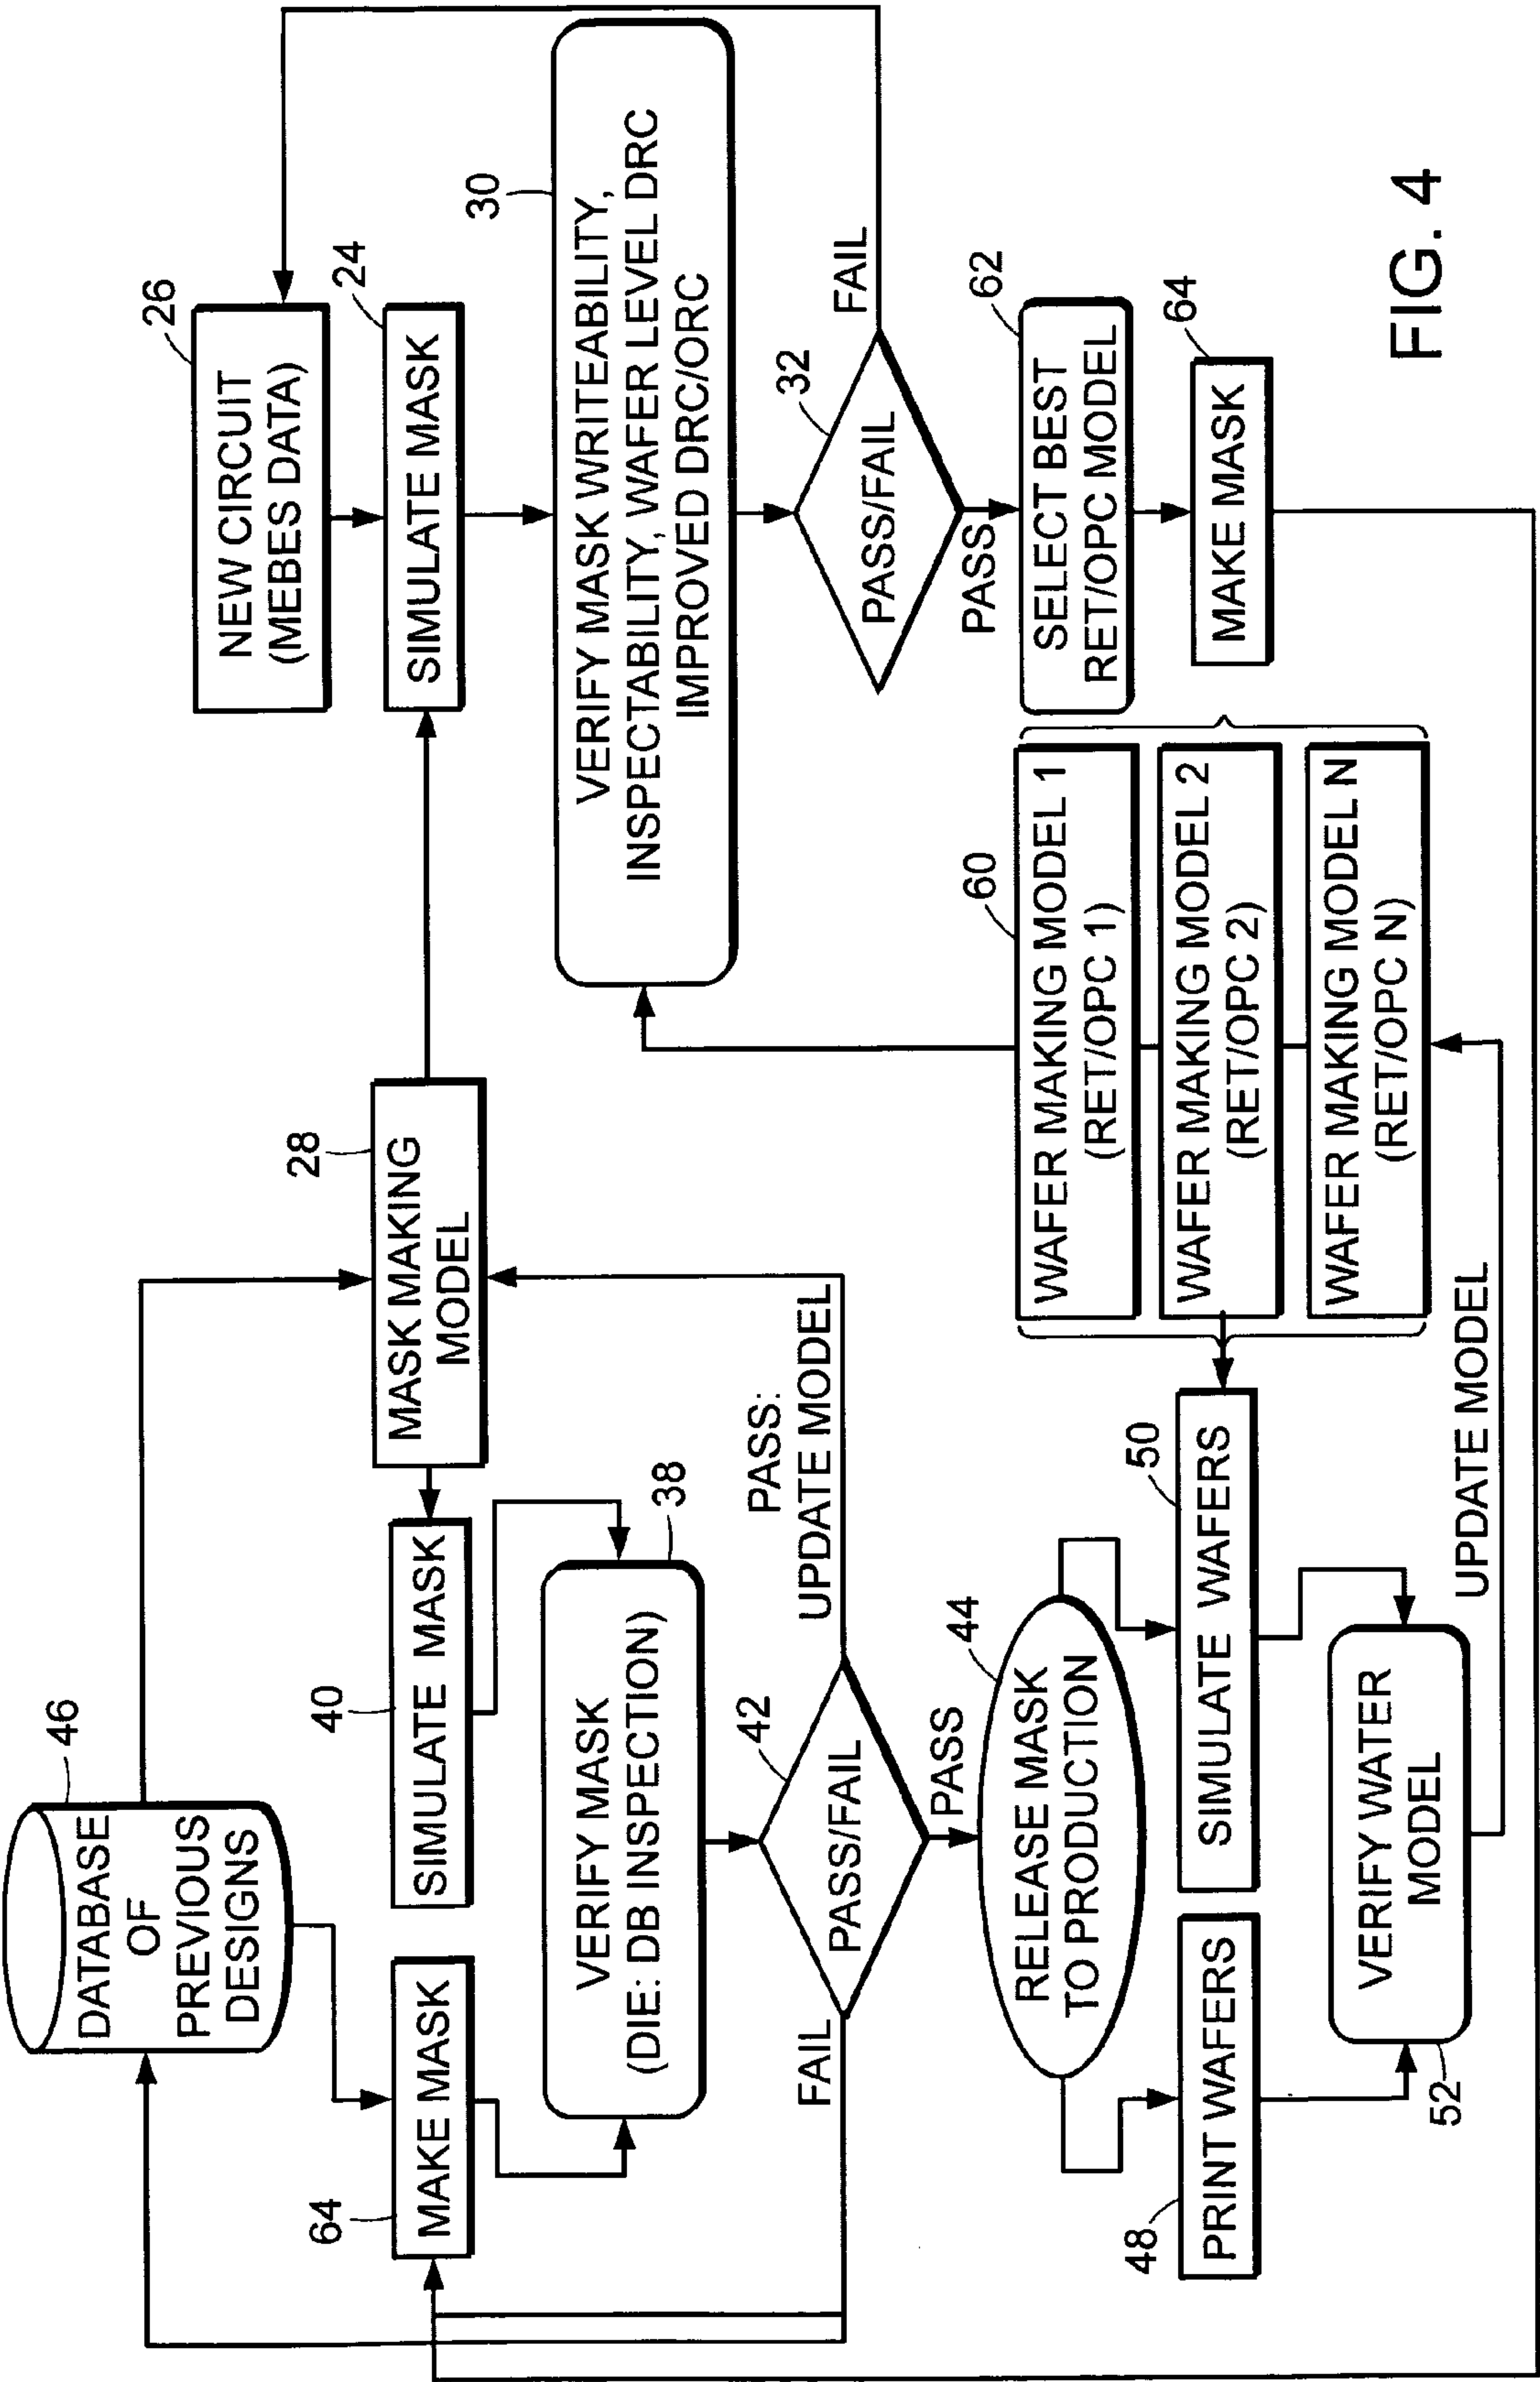 46
DATABASE
OF
PREVIOUS
DESIGNS
64
MAKE MASK
40
SIMULATE MASK
28
MASK MAKING
MODEL
VERIFY MASK
(DIE: DB INSPECTION)
38
42
PASS/FAIL
FAIL
PASS
PASS:
UPDATE MODEL
44
RELEASE MASK
TO PRODUCTION
48
PRINT WAFERS
50
SIMULATE WAFERS
VERIFY WATER
MODEL
52
UPDATE MODEL
26
NEW CIRCUIT
(MEBES DATA)
24
SIMULATE MASK
30
VERIFY MASK WRITEABILITY,
INSPECTABILITY, WAFER LEVEL DRC
IMPROVED DRC/ORC
32
PASS/FAIL
FAIL
PASS
60
WAFER MAKING MODEL 1
(RET/OPC 1)
WAFER MAKING MODEL 2
(RET/OPC 2)
WAFER MAKING MODEL N
(RET/OPC N)
62
SELECT BEST
RET/OPC MODEL
64
MAKE MASK
FIG. 4